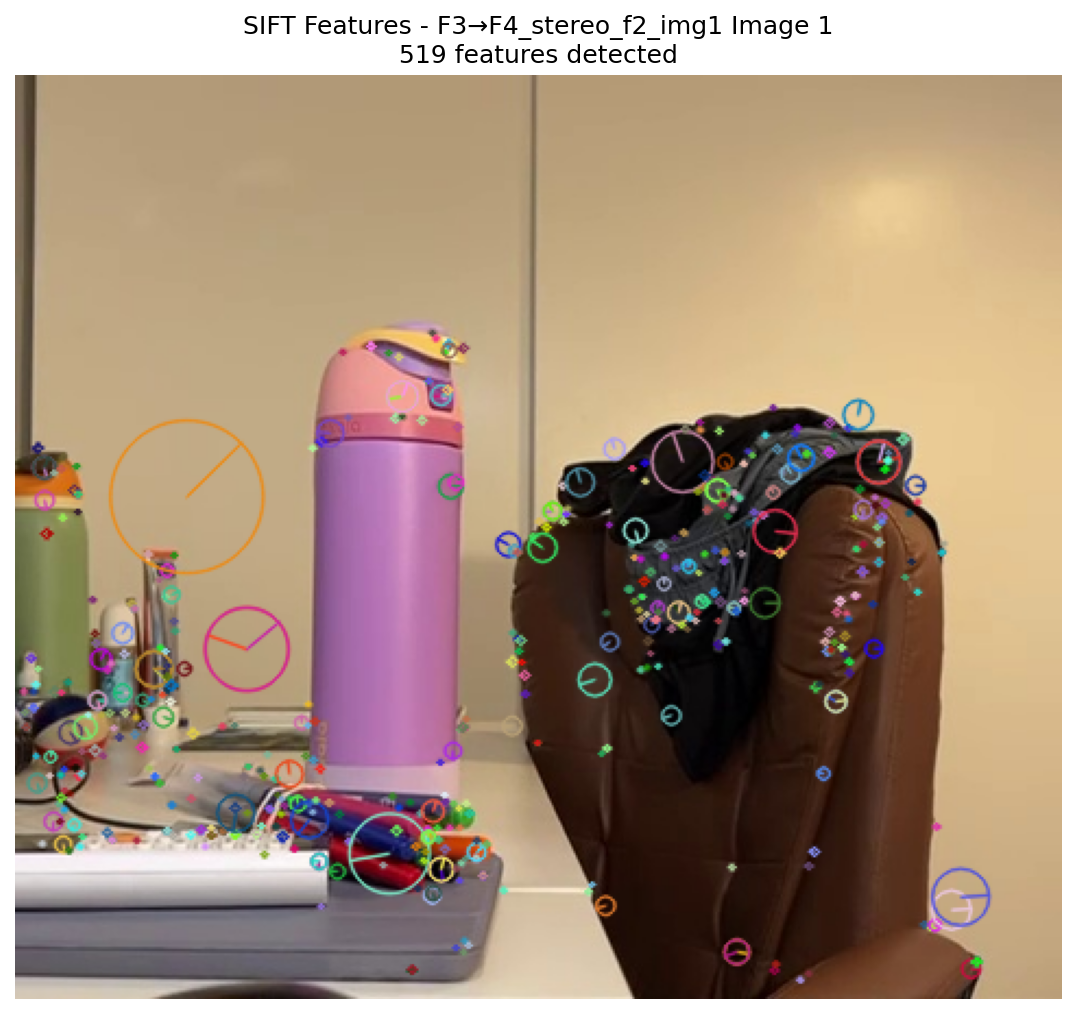 SIFT Features - F3→F4_stereo_f2_img1 Image 1
519 features detected